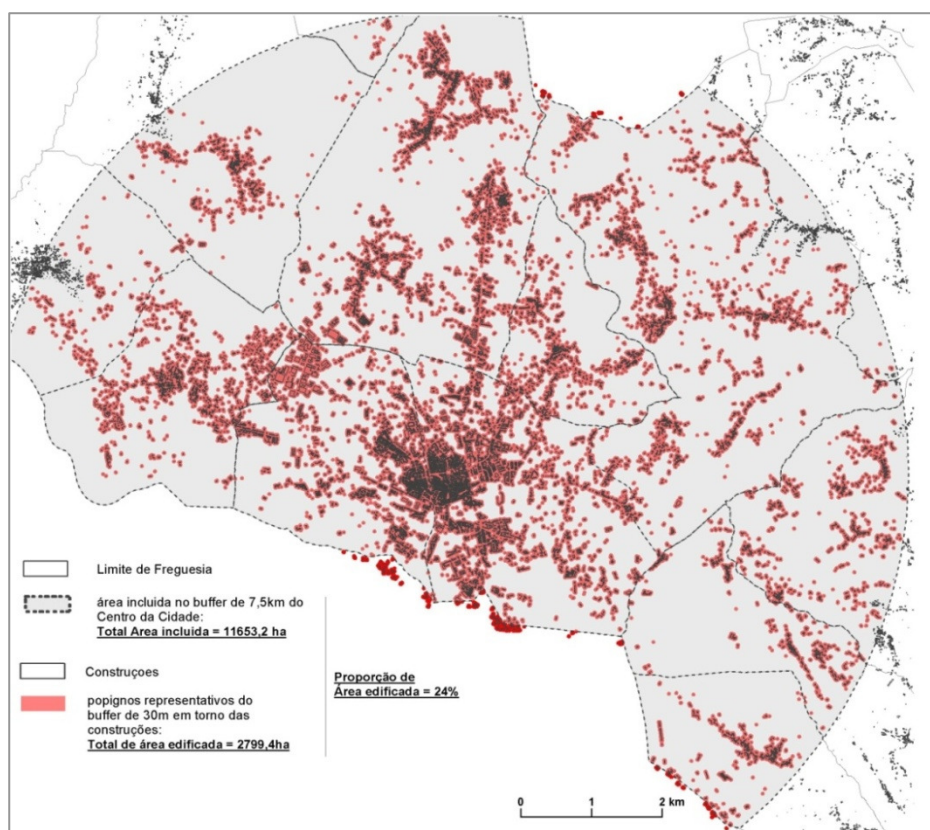 Limite de Freguesia
área incluida no buffer de 7,5km do
Centro da Cidade:
Total Area incluida = 11653,2 ha
Construçoes
popignos representativos do
buffer de 30m em torno das
construções:
Total de área edificada = 2799,4ha
Proporção de
Área edificada = 24%
0 1 2 km